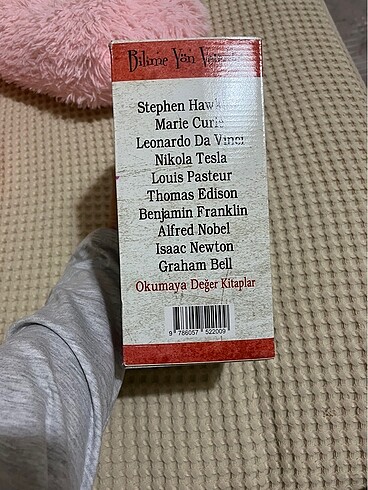 Bilime Yön
Stephen
Marie Curie
Leonardo Da Vinci
Nikola Tesla
Louis Pasteur
Thomas Edison
Benjamin Franklin
Alfred Nobel
Isaac Newton
Graham Bell
Okumaya Değer Kitaplar
9 786057 522009